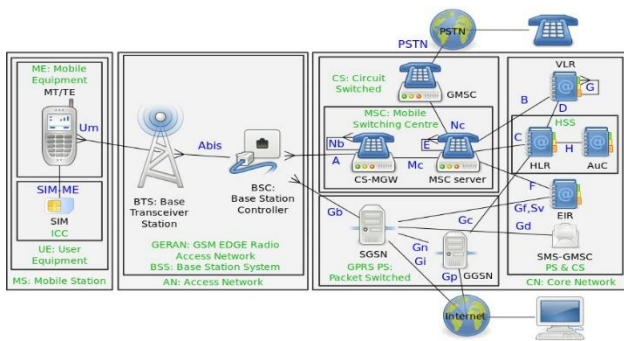 PSTN
PSTN
ME: Mobile
Equipment
MT/TE
Um
SIM-ME
SIM
ICC
UE: User
Equipment
MS: Mobile Station
Abis
BTS: Base
Transceiver
Station
BSC:
Base Station
Controller
GERAN: GSM EDGE Radio
Access Network
BSS: Base Station System
AN: Access Network
CS: Circuit
Switched
GMSC
MSC: Mobile
Switching Centre
Nc
Nb
E
A
Mc
CS-MGW
MSC server
VLR
G
B
D
HSS
C
H
HLR
AuC
F
EIR
Gf,Sv
Gd
SMS-GMSC
PS & CS
CN: Core Network
Gb
Gc
SGSN
Gn
Gi
Gp
GGSN
GPRS PS:
Packet Switched
Internet